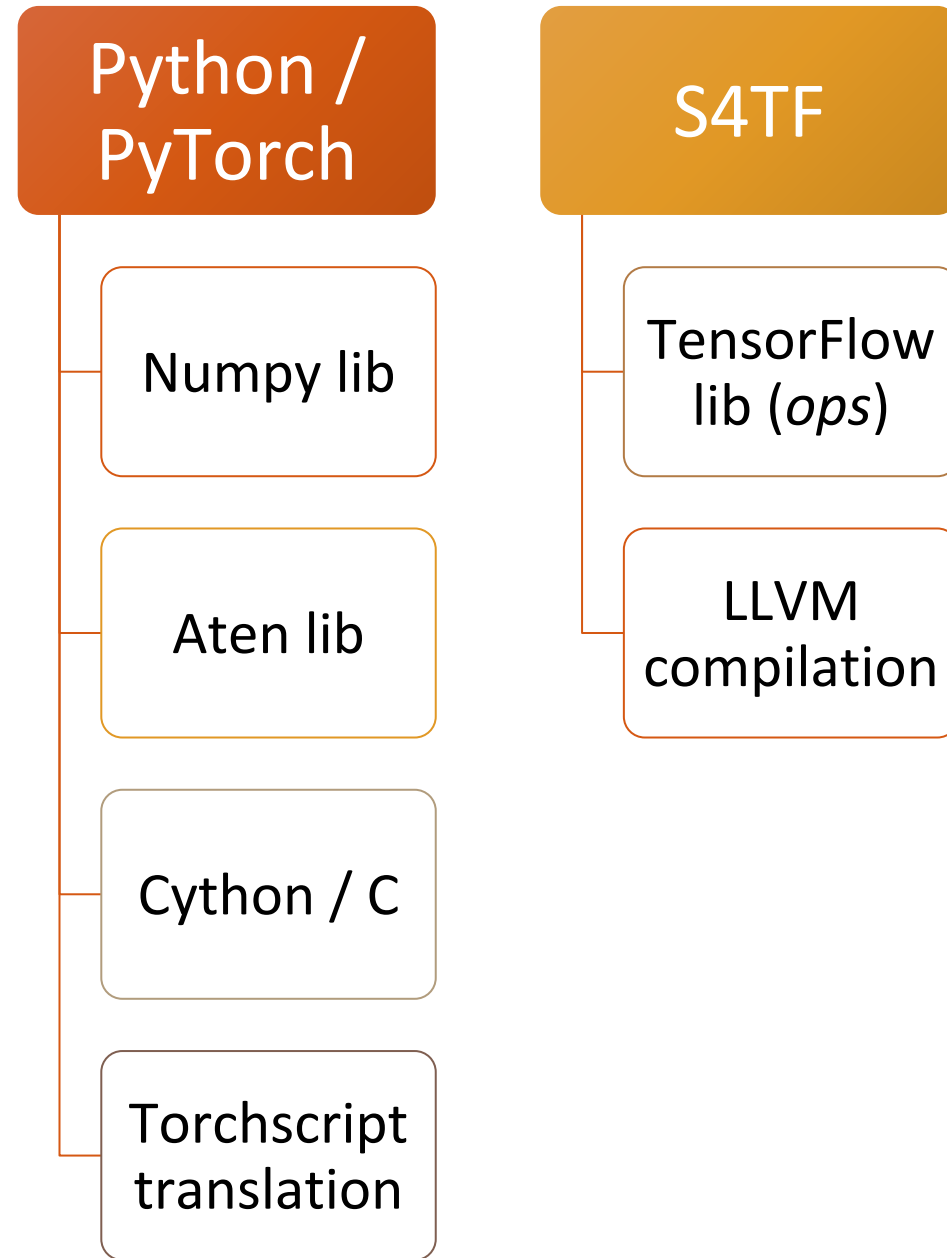 Python /
PyTorch
Numpy lib
Aten lib
Cython / C
Torchscript
translation
S4TF
TensorFlow
lib (ops)
LLVM
compilation